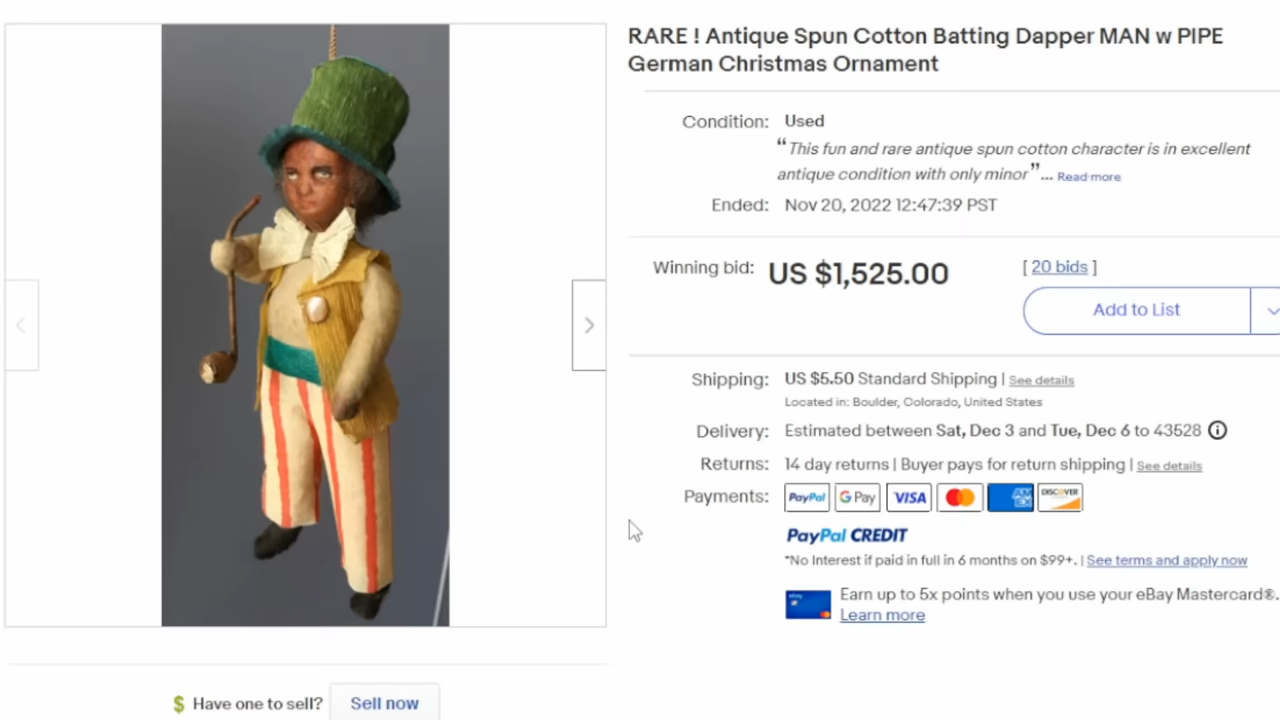 RARE ! Antique Spun Cotton Batting Dapper MAN w PIPE
German Christmas Ornament
Condition: Used
“This fun and rare antique spun cotton character is in excellent
antique condition with only minor”... Read more
Ended: Nov 20, 2022 12:47:39 PST
Winning bid: US $1,525.00 [ 20 bids ]
Add to List
Shipping: US $5.50 Standard Shipping | See details
Located in: Boulder, Colorado, United States
Delivery: Estimated between Sat, Dec 3 and Tue, Dec 6 to 43528
Returns: 14 day returns | Buyer pays for return shipping | See details
Payments: PayPal G Pay VISA AM EX DISCOVER
PayPal CREDIT
*No Interest if paid in full in 6 months on $99+. | See terms and apply now
ebay
Earn up to 5x points when you use your eBay Mastercard®.
Learn more
$ Have one to sell? Sell now